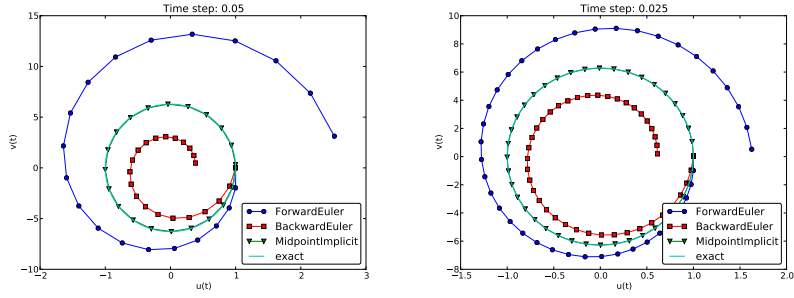 Time step: 0.05
15
10
5
0
−5
−10
v(t)
−2
−1
0
1
2
3
u(t)
ForwardEuler
BackwardEuler
MidpointImplicit
exact
Time step: 0.025
10
8
6
4
2
0
−2
−4
−6
−8
v(t)
−1.5
−1.0
−0.5
0.0
0.5
1.0
1.5
2.0
u(t)
ForwardEuler
BackwardEuler
MidpointImplicit
exact